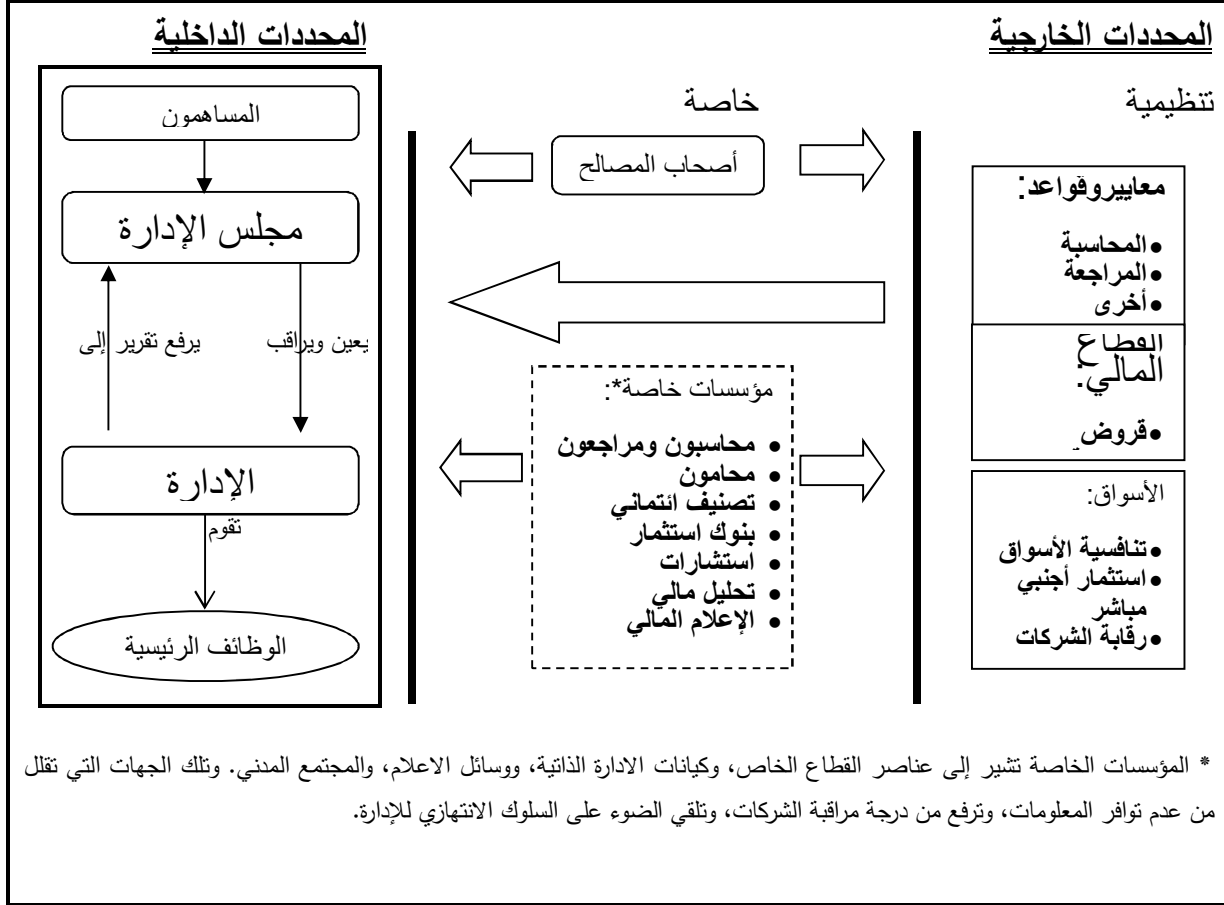 المحددات الخارجية
المحددات الداخلية
تنظيمية
خاصة
معاييروقواعد:
•المحاسبة
•المراجعة
•أخرى
القطاع
المالي:
•قروض
الأسواق:
•تنافسية الأسواق
•استثمار أجنبي
مباشر
•رقابة الشركات
أصحاب المصالح
مؤسسات خاصة*:
• محاسبون ومراجعون
• محامون
• تصنيف ائتماني
• بنوك استثمار
• استشارات
• تحليل مالي
• الإعلام المالي
المساهمون
مجلس الإدارة
يعين ويراقب
يرفع تقرير إلى
الإدارة
تقوم
الوظائف الرئيسية
* المؤسسات الخاصة تشير إلى عناصر القطاع الخاص، وكيانات الادارة الذاتية، ووسائل الاعلام، والمجتمع المدني. وتلك الجهات التي تقلل
من عدم توافر المعلومات، وترفع من درجة مراقبة الشركات، وتلقي الضوء على السلوك الانتهازي للإدارة.